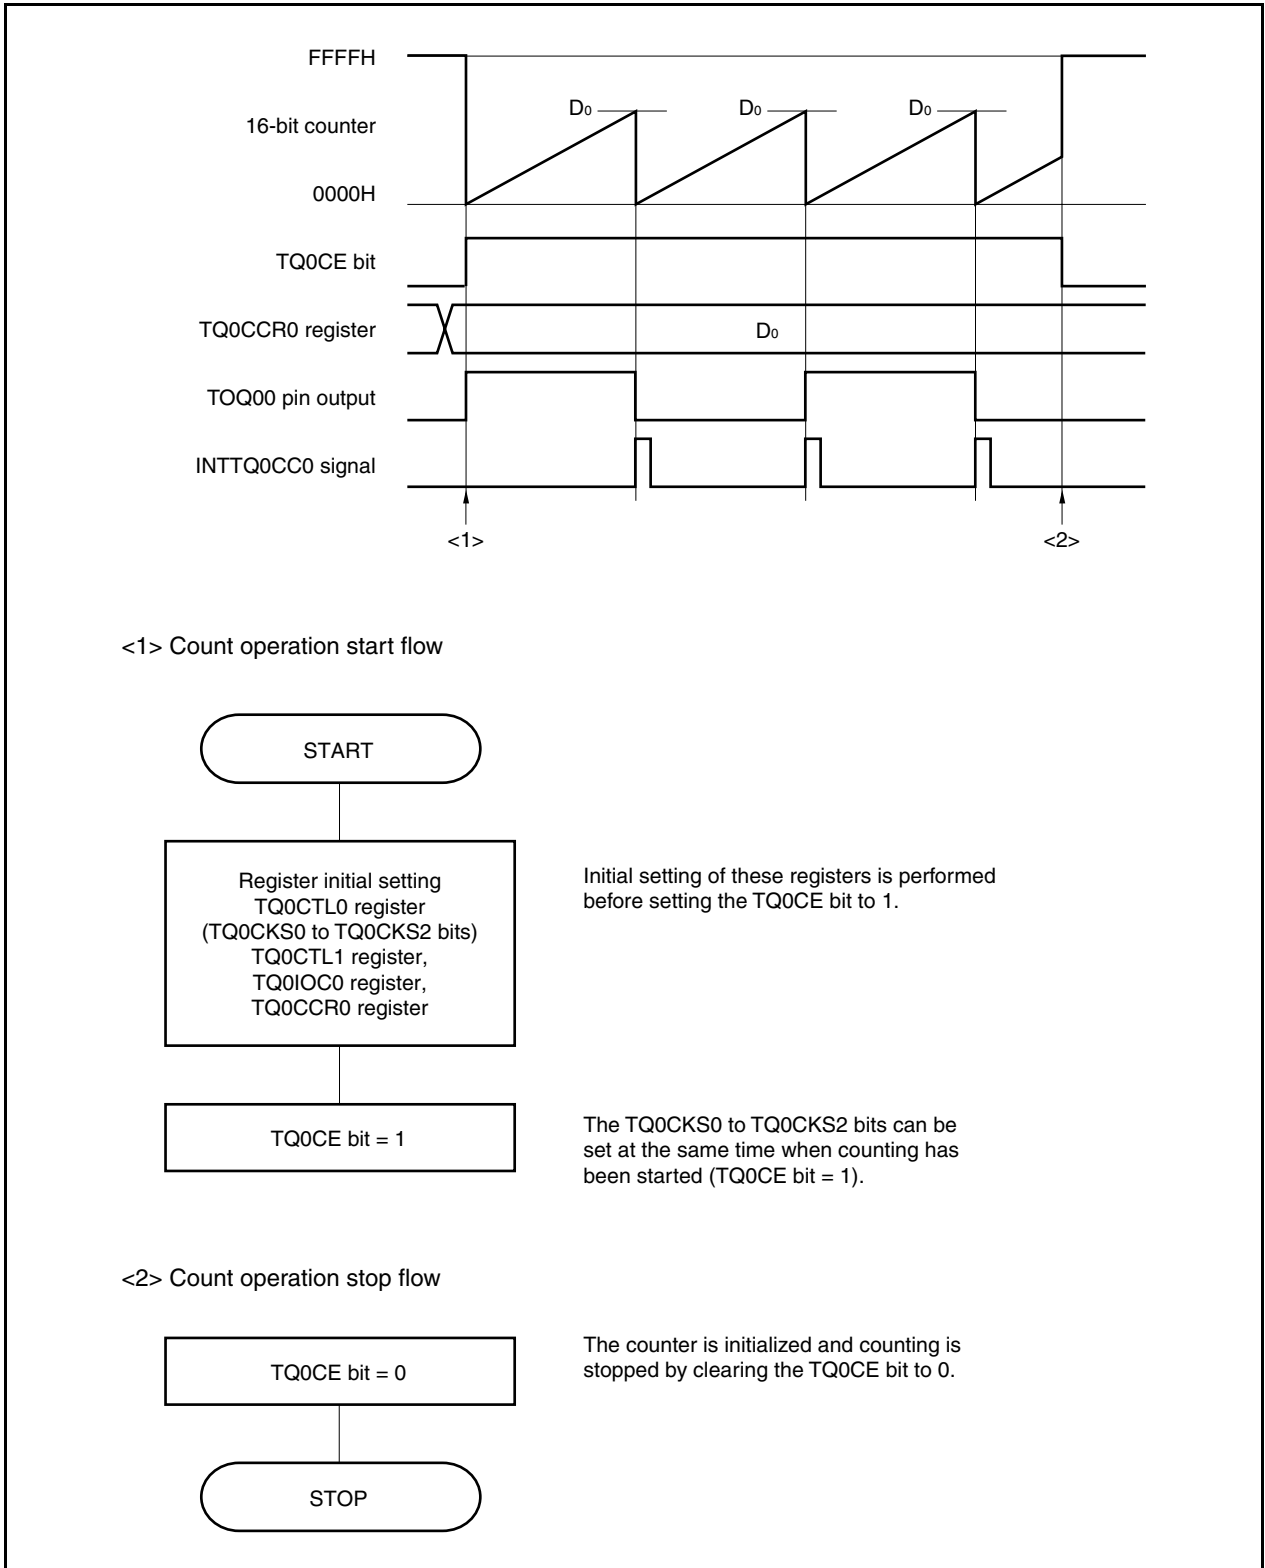 FFFFH
D0 D0 D0
16-bit counter
0000H
TQ0CE bit
TQ0CCR0 register
D0
TOQ00 pin output
INTTQ0CC0 signal
<1> <2>
<1> Count operation start flow
START
Register initial setting
TQ0CTL0 register
(TQ0CKS0 to TQ0CKS2 bits)
TQ0CTL1 register,
TQ0IOC0 register,
TQ0CCR0 register
Initial setting of these registers is performed
before setting the TQ0CE bit to 1.
TQ0CE bit = 1
The TQ0CKS0 to TQ0CKS2 bits can be
set at the same time when counting has
been started (TQ0CE bit = 1).
<2> Count operation stop flow
TQ0CE bit = 0
The counter is initialized and counting is
stopped by clearing the TQ0CE bit to 0.
STOP